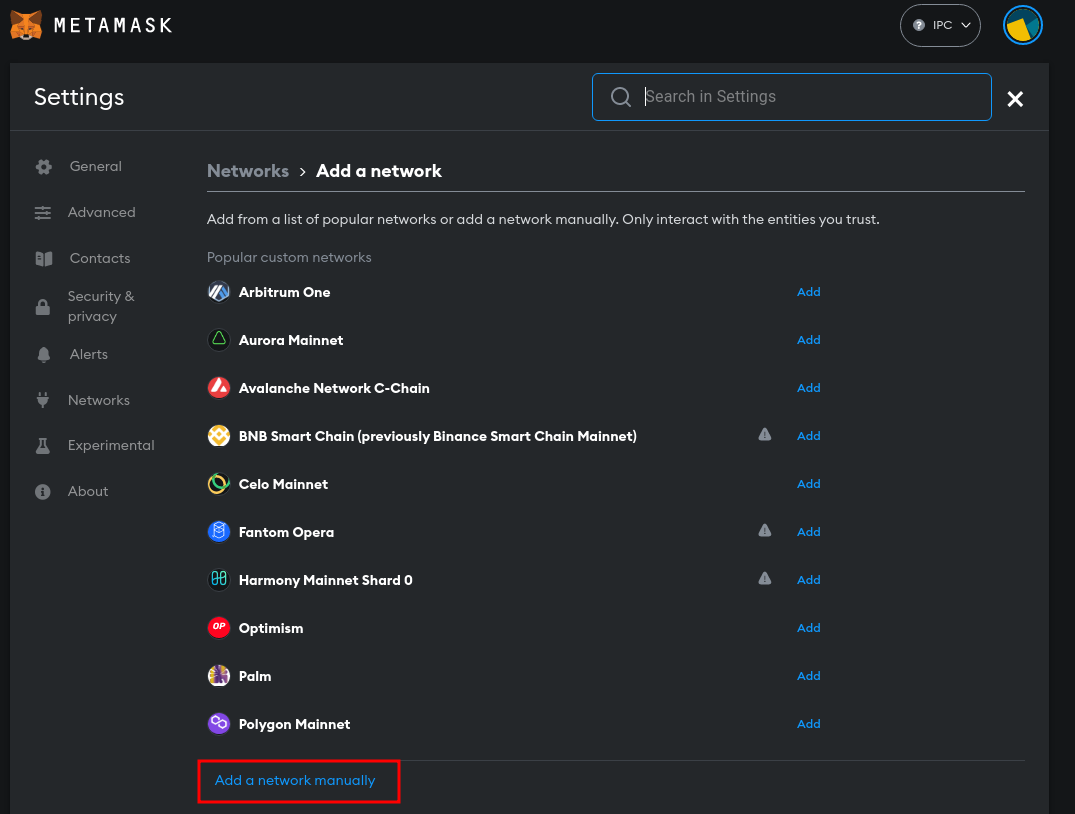 METAMASK
IPC
Settings
Search in Settings
General
Advanced
Contacts
Security &
privacy
Alerts
Networks
Experimental
About
Networks > Add a network
Add from a list of popular networks or add a network manually. Only interact with the entities you trust.
Popular custom networks
Arbitrum One Add
Aurora Mainnet Add
Avalanche Network C-Chain Add
BNB Smart Chain (previously Binance Smart Chain Mainnet) Add
Celo Mainnet Add
Fantom Opera Add
Harmony Mainnet Shard 0 Add
OP Optimism Add
Palm Add
Polygon Mainnet Add
Add a network manually